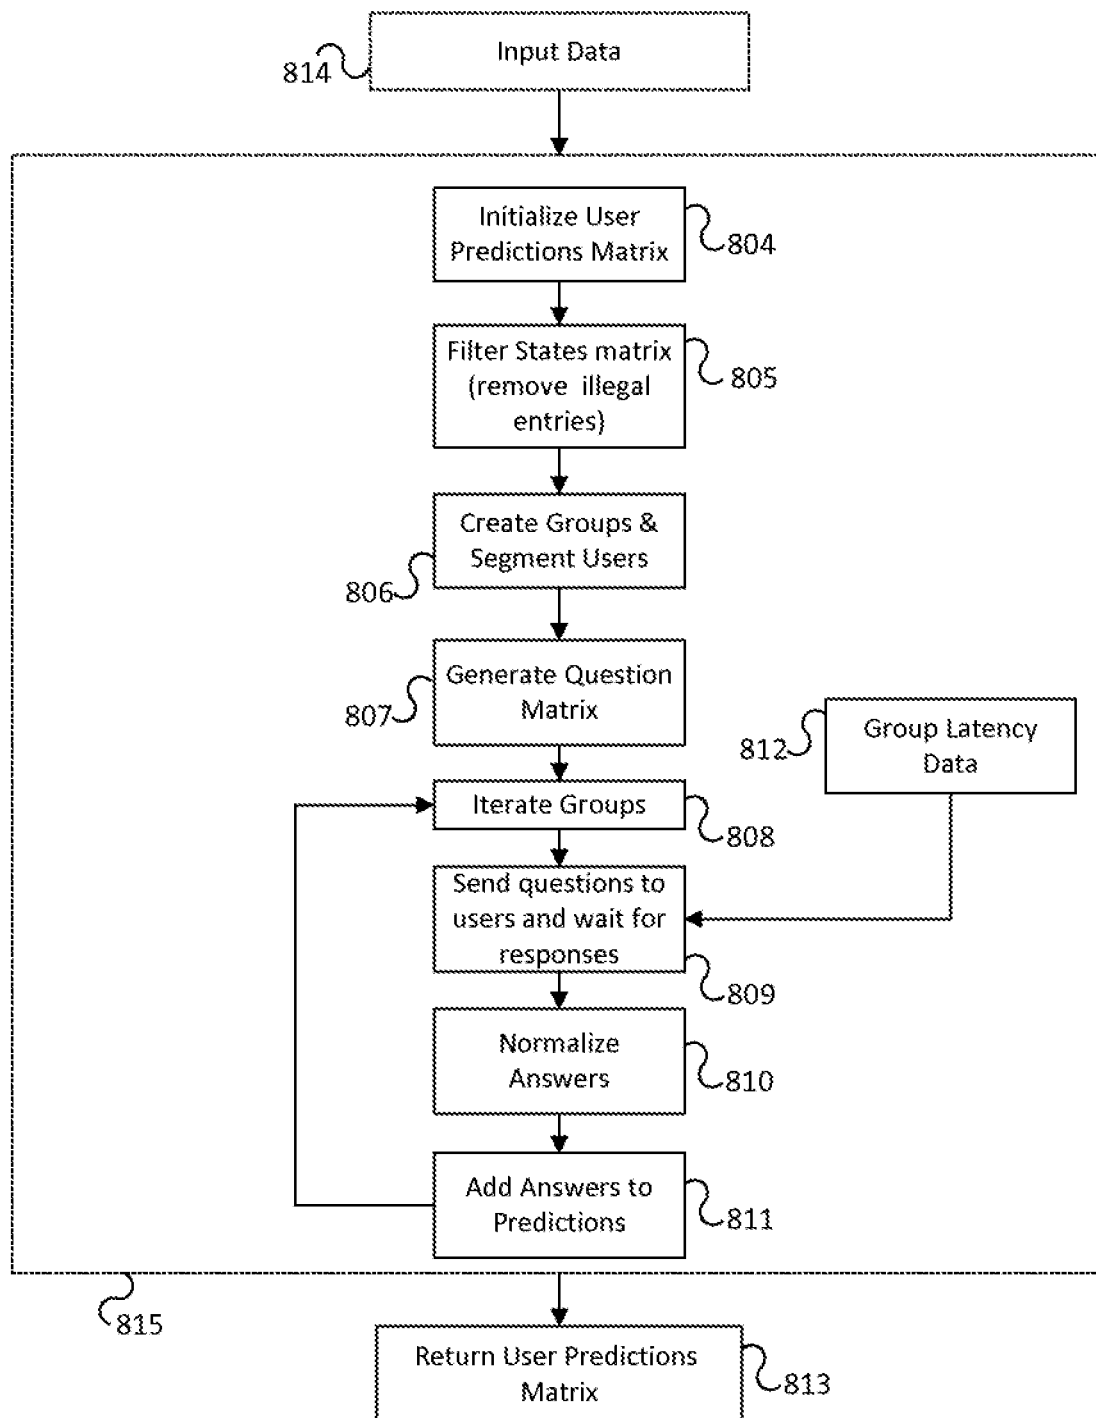 Input Data
814
Initialize User
Predictions Matrix
804
Filter States matrix
(remove illegal
entries)
805
Create Groups &
Segment Users
806
Generate Question
Matrix
807
Group Latency
Data
812
Iterate Groups
808
Send questions to
users and wait for
responses
809
Normalize
Answers
810
Add Answers to
Predictions
811
815
Return User Predictions
Matrix
813